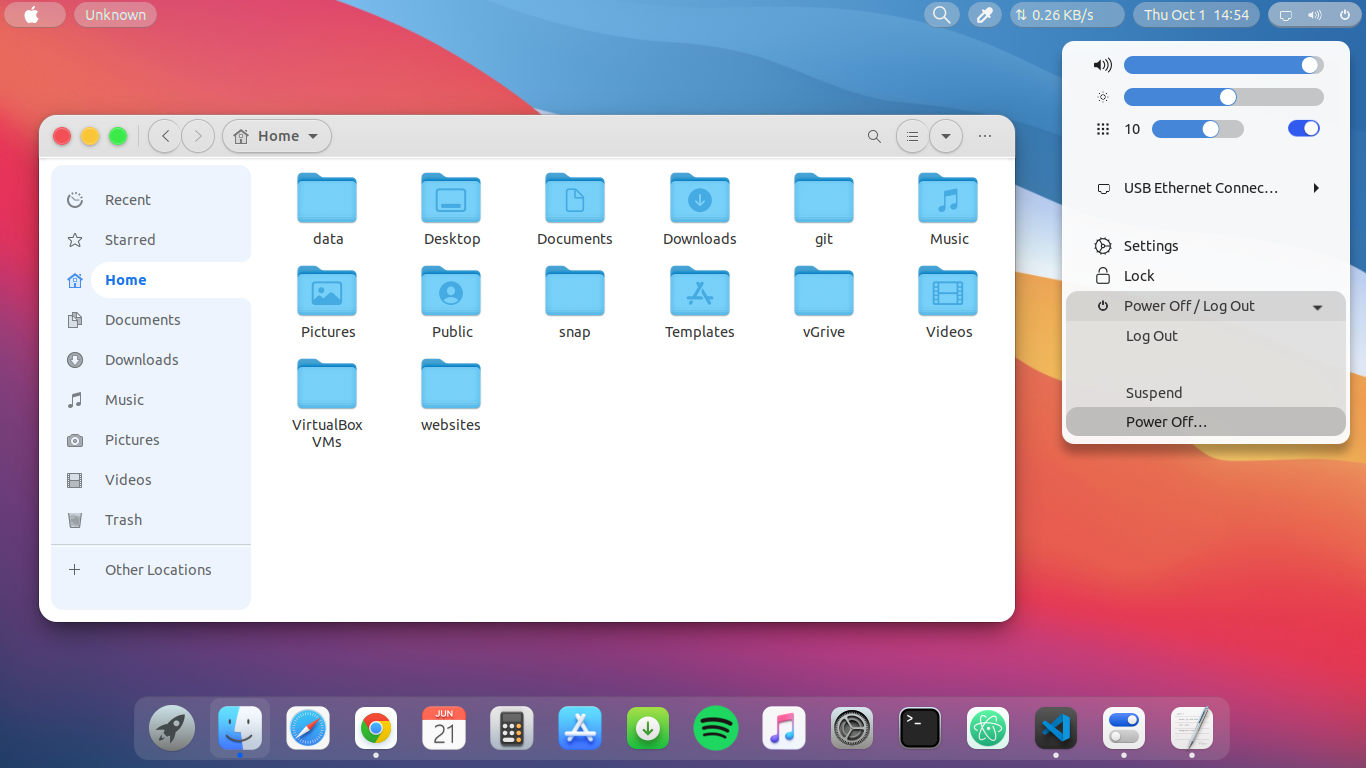 Unknown
0.26 KB/s
Thu Oct 1 14:54
Home
Recent
Starred
Home
Documents
Downloads
Music
Pictures
Videos
Trash
Other Locations
data
Desktop
Documents
Downloads
git
Music
Pictures
Public
snap
Templates
vGrive
Videos
VirtualBox
VMs
websites
10
USB Ethernet Connec…
Settings
Lock
Power Off / Log Out
Log Out
Suspend
Power Off…
JUN
21
>_